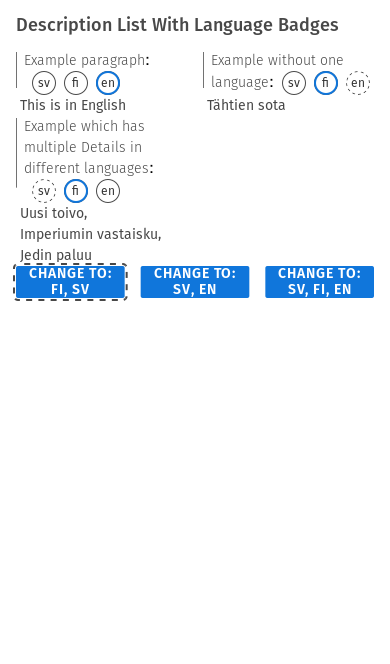 Description List With Language Badges
Example paragraph:
sv fi en
This is in English
Example without one
language: sv fi en
Tähtien sota
Example which has
multiple Details in
different languages:
sv fi en
Uusi toivo,
Imperiumin vastaisku,
Jedin paluu
CHANGE TO:
FI, SV
CHANGE TO:
SV, EN
CHANGE TO:
SV, FI, EN